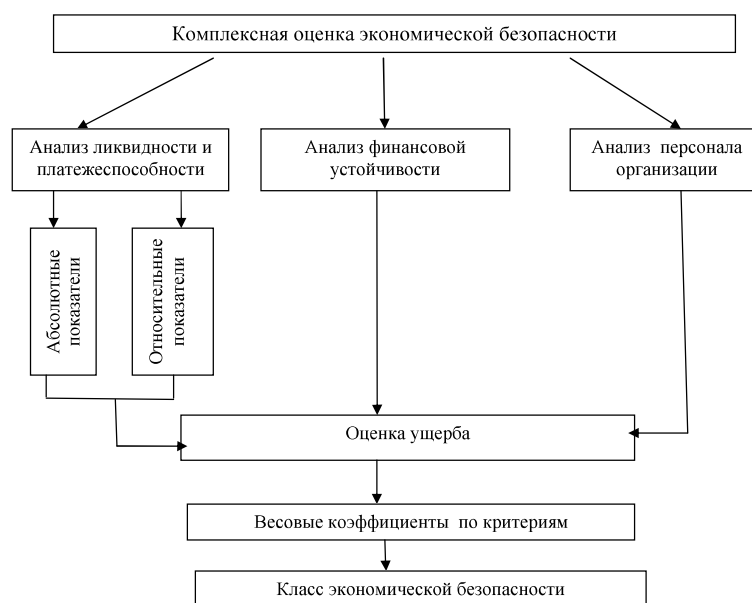 Комплексная оценка экономической безопасности
Анализ ликвидности и
платежеспособности
Анализ финансовой
устойчивости
Анализ персонала
организации
Абсолютные
показатели
Относительные
показатели
Оценка ущерба
Весовые коэффициенты по критериям
Класс экономической безопасности